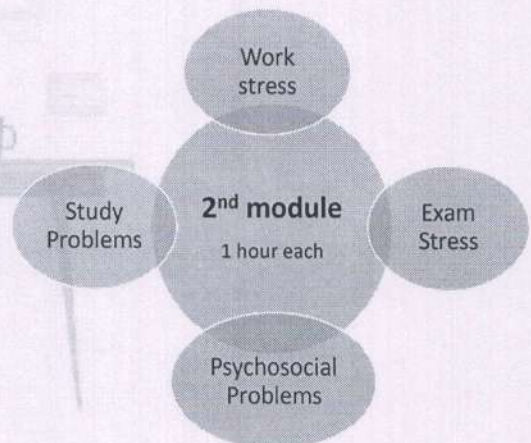 Work
stress
Study
Problems
2nd module
1 hour each
Exam
Stress
Psychosocial
Problems